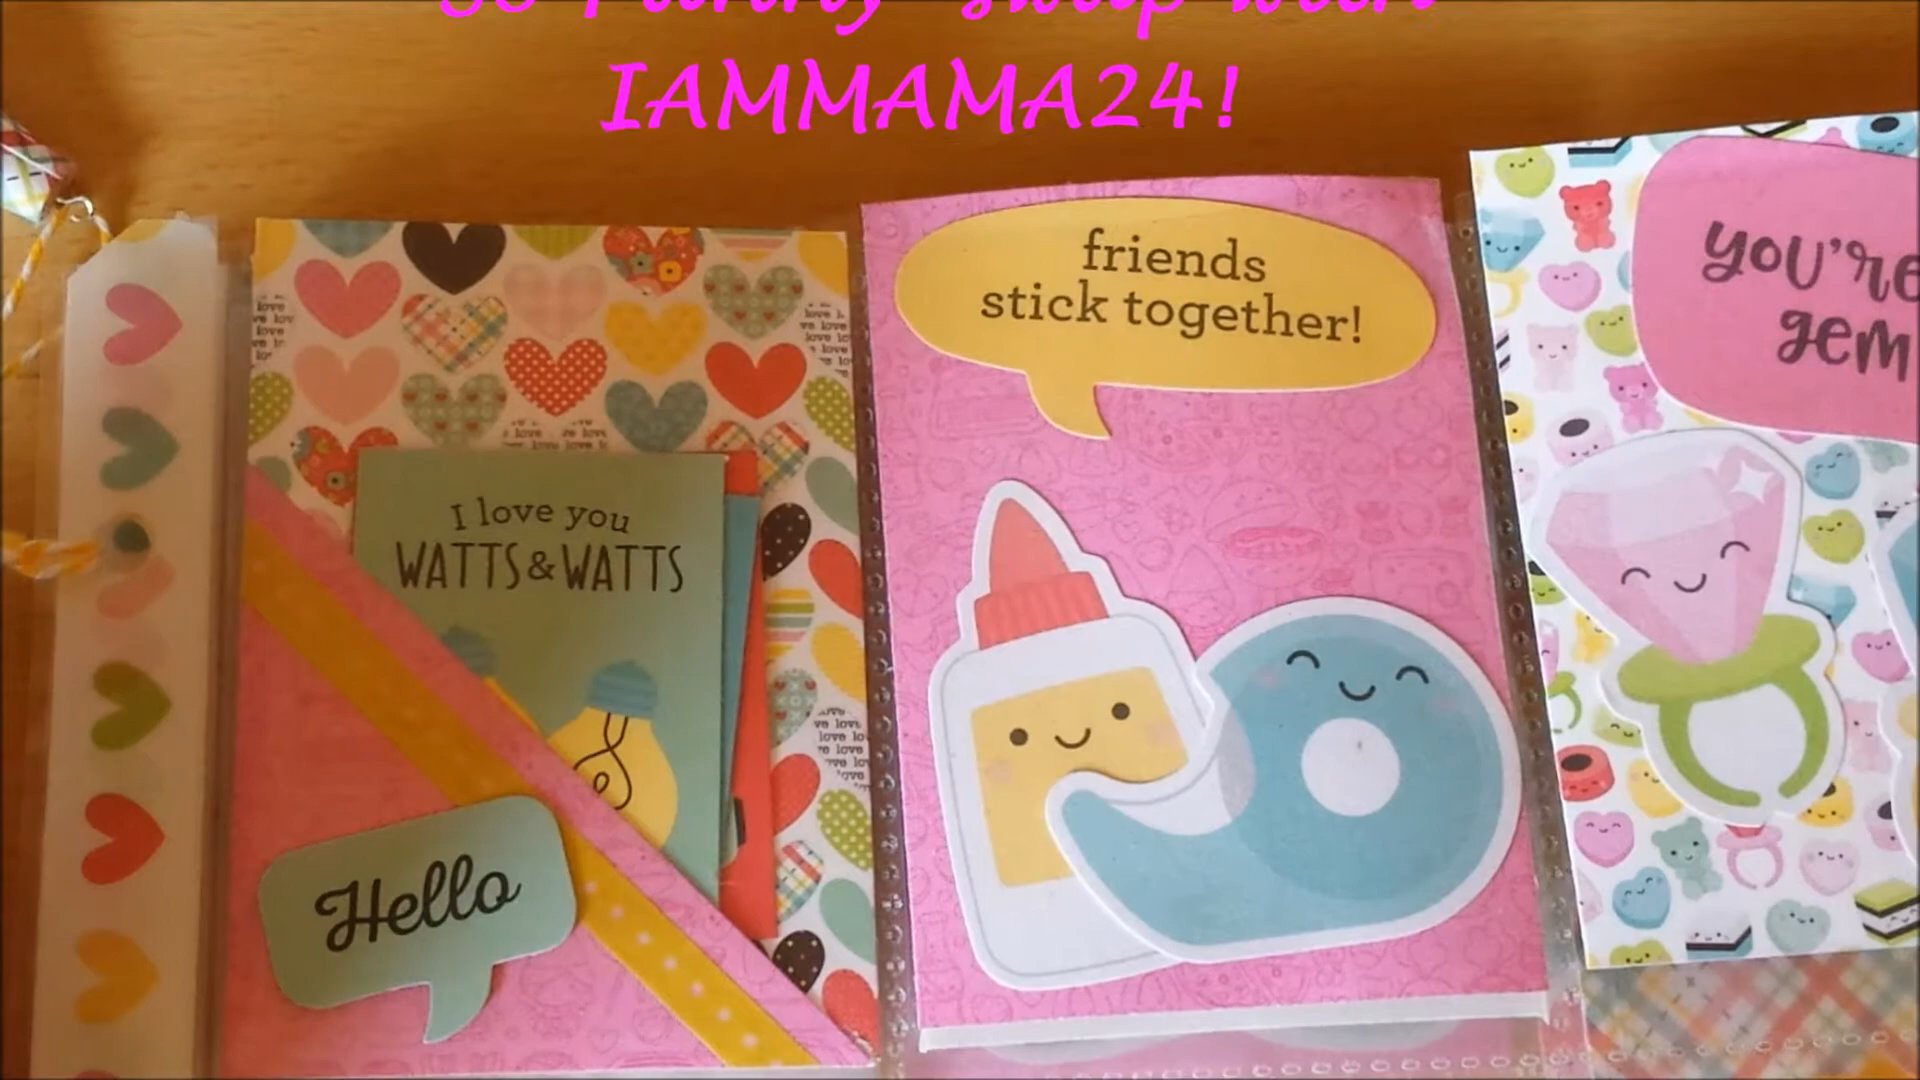 IAMMAMA24!
friends
stick together!
you're
gem
I love you
WATTS & WATTS
Hello